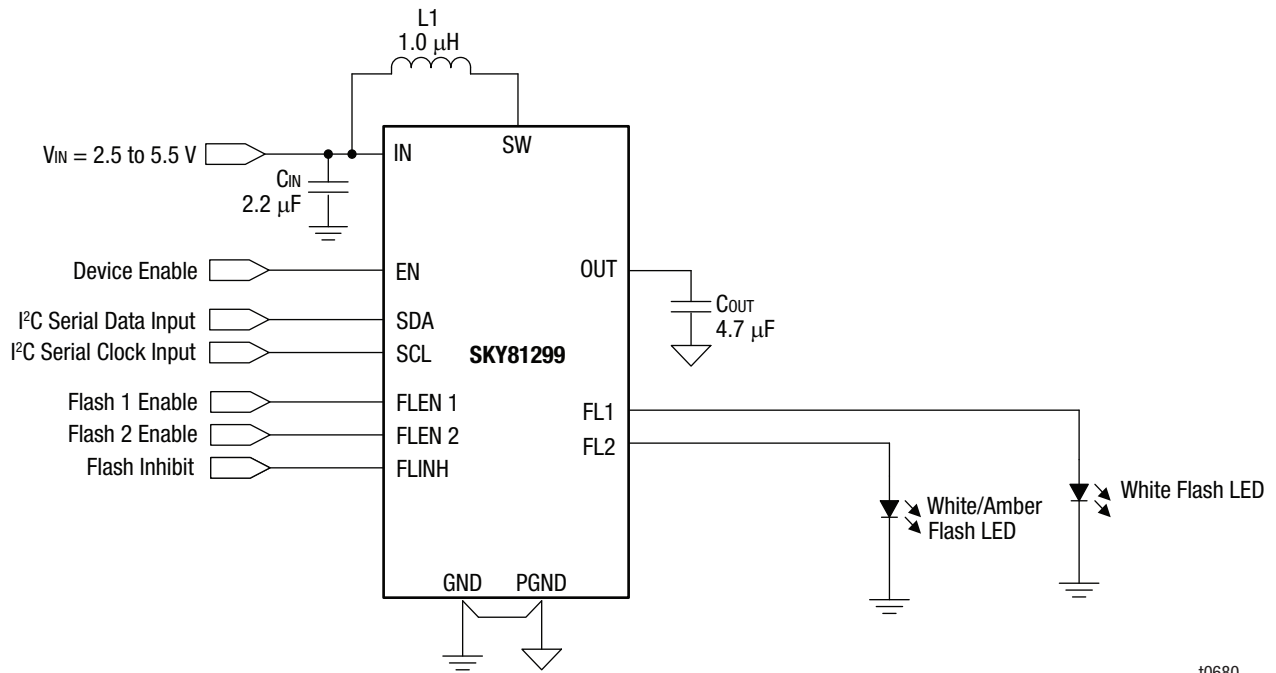 L1
1.0 μH
VIN = 2.5 to 5.5 V
IN
SW
CIN
2.2 μF
Device Enable
EN
OUT
COUT
4.7 μF
I²C Serial Data Input
SDA
I²C Serial Clock Input
SCL
SKY81299
Flash 1 Enable
FLEN 1
FL1
Flash 2 Enable
FLEN 2
FL2
Flash Inhibit
FLINH
White/Amber
Flash LED
White Flash LED
GND
PGND
t0680